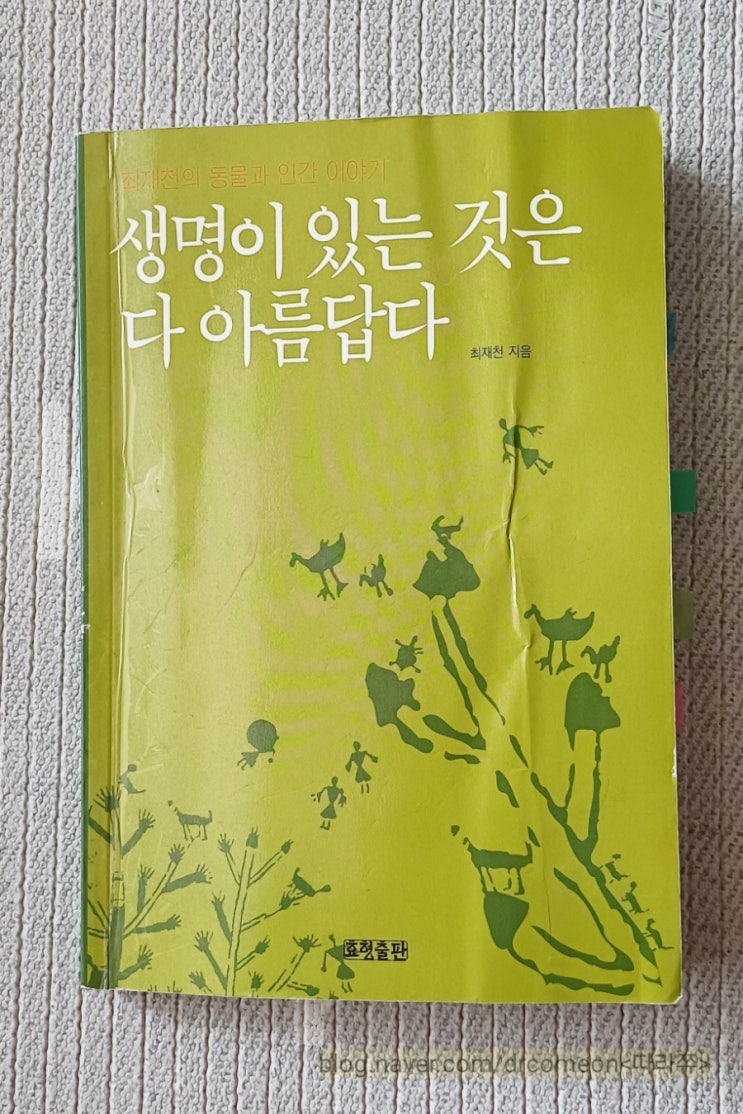 최재천의 동물과 인간 이야기
생명이 있는 것은
다 아름답다
최재천 지음
효형출판
blog.naver.com/drcomeon<따라쭈>